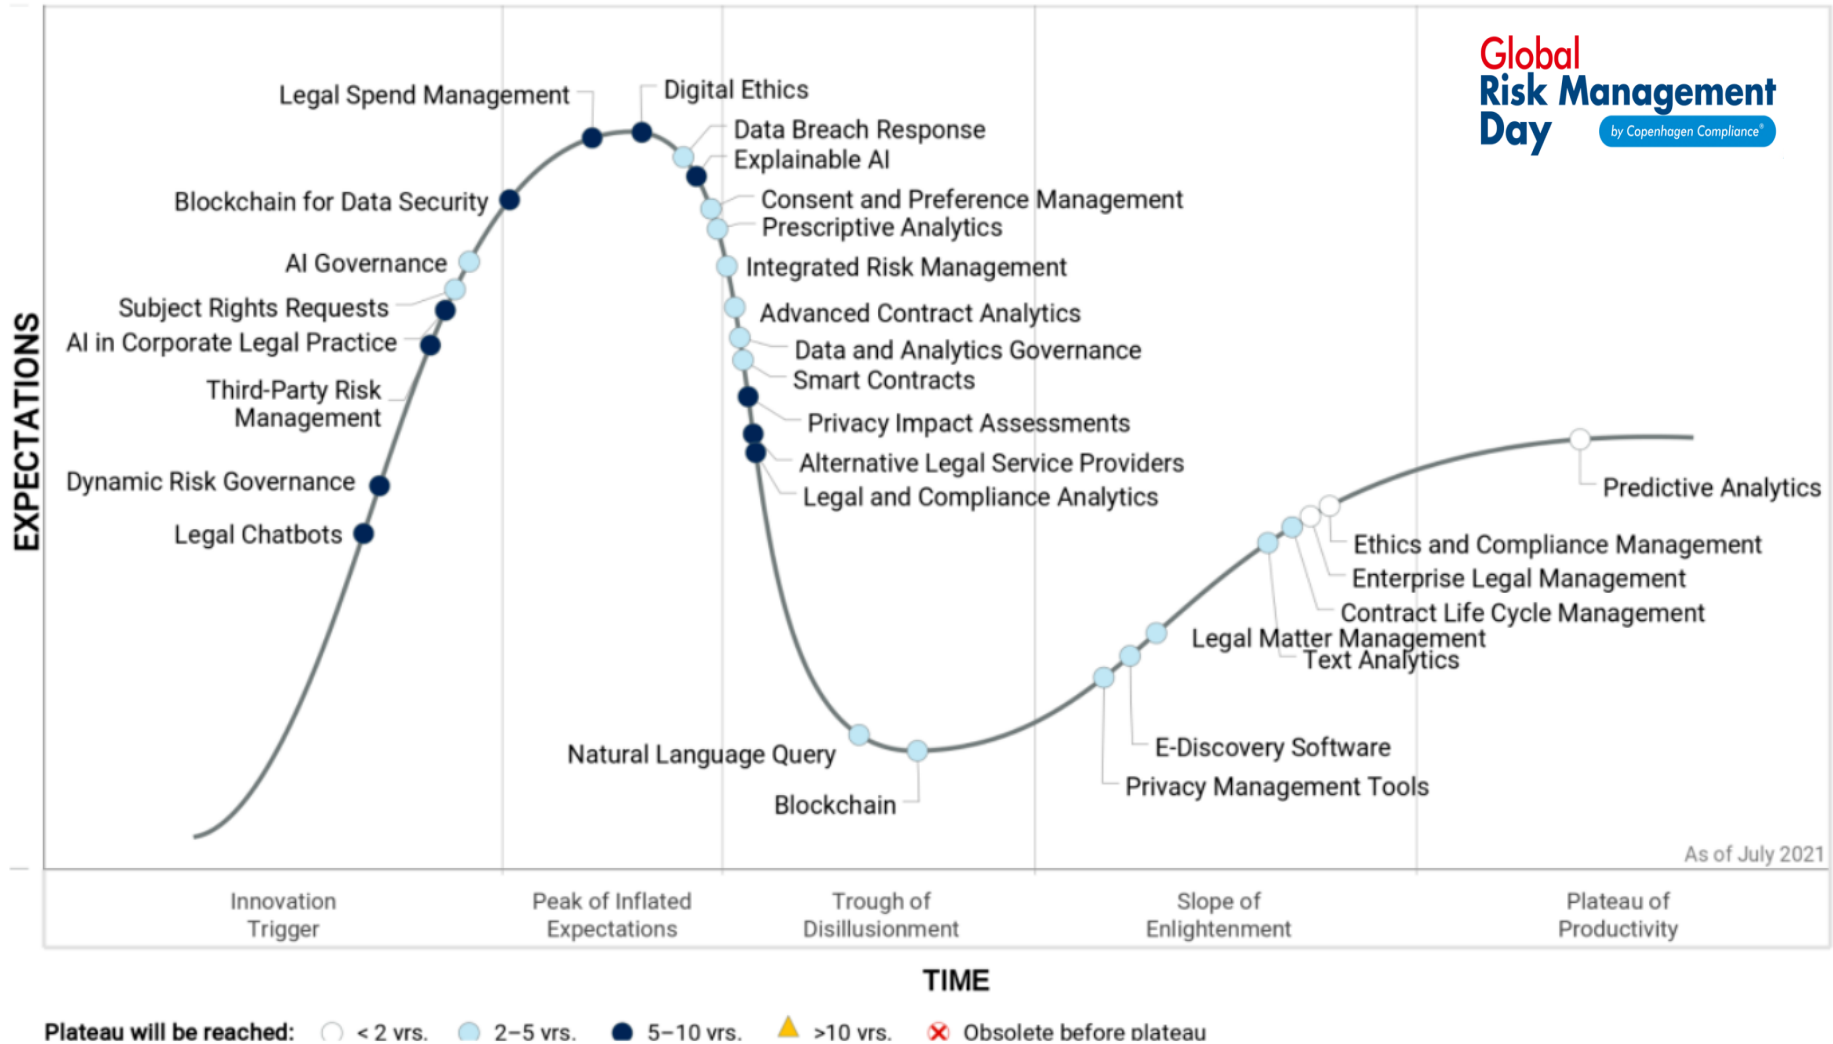 Global
Risk Management
Day
by Copenhagen Compliance®
Legal Spend Management
Digital Ethics
Data Breach Response
Explainable AI
Blockchain for Data Security
Consent and Preference Management
Prescriptive Analytics
AI Governance
Integrated Risk Management
Subject Rights Requests
Advanced Contract Analytics
AI in Corporate Legal Practice
Data and Analytics Governance
Smart Contracts
Third-Party Risk
Management
Privacy Impact Assessments
Alternative Legal Service Providers
Dynamic Risk Governance
Legal and Compliance Analytics
Legal Chatbots
Predictive Analytics
Ethics and Compliance Management
Enterprise Legal Management
Contract Life Cycle Management
Legal Matter Management
Text Analytics
Natural Language Query
E-Discovery Software
Privacy Management Tools
Blockchain
EXPECTATIONS
As of July 2021
Innovation
Trigger
Peak of Inflated
Expectations
Trough of
Disillusionment
Slope of
Enlightenment
Plateau of
Productivity
TIME
Plateau will be reached: < 2 yrs. 2–5 yrs. 5–10 yrs. >10 yrs. Obsolete before plateau